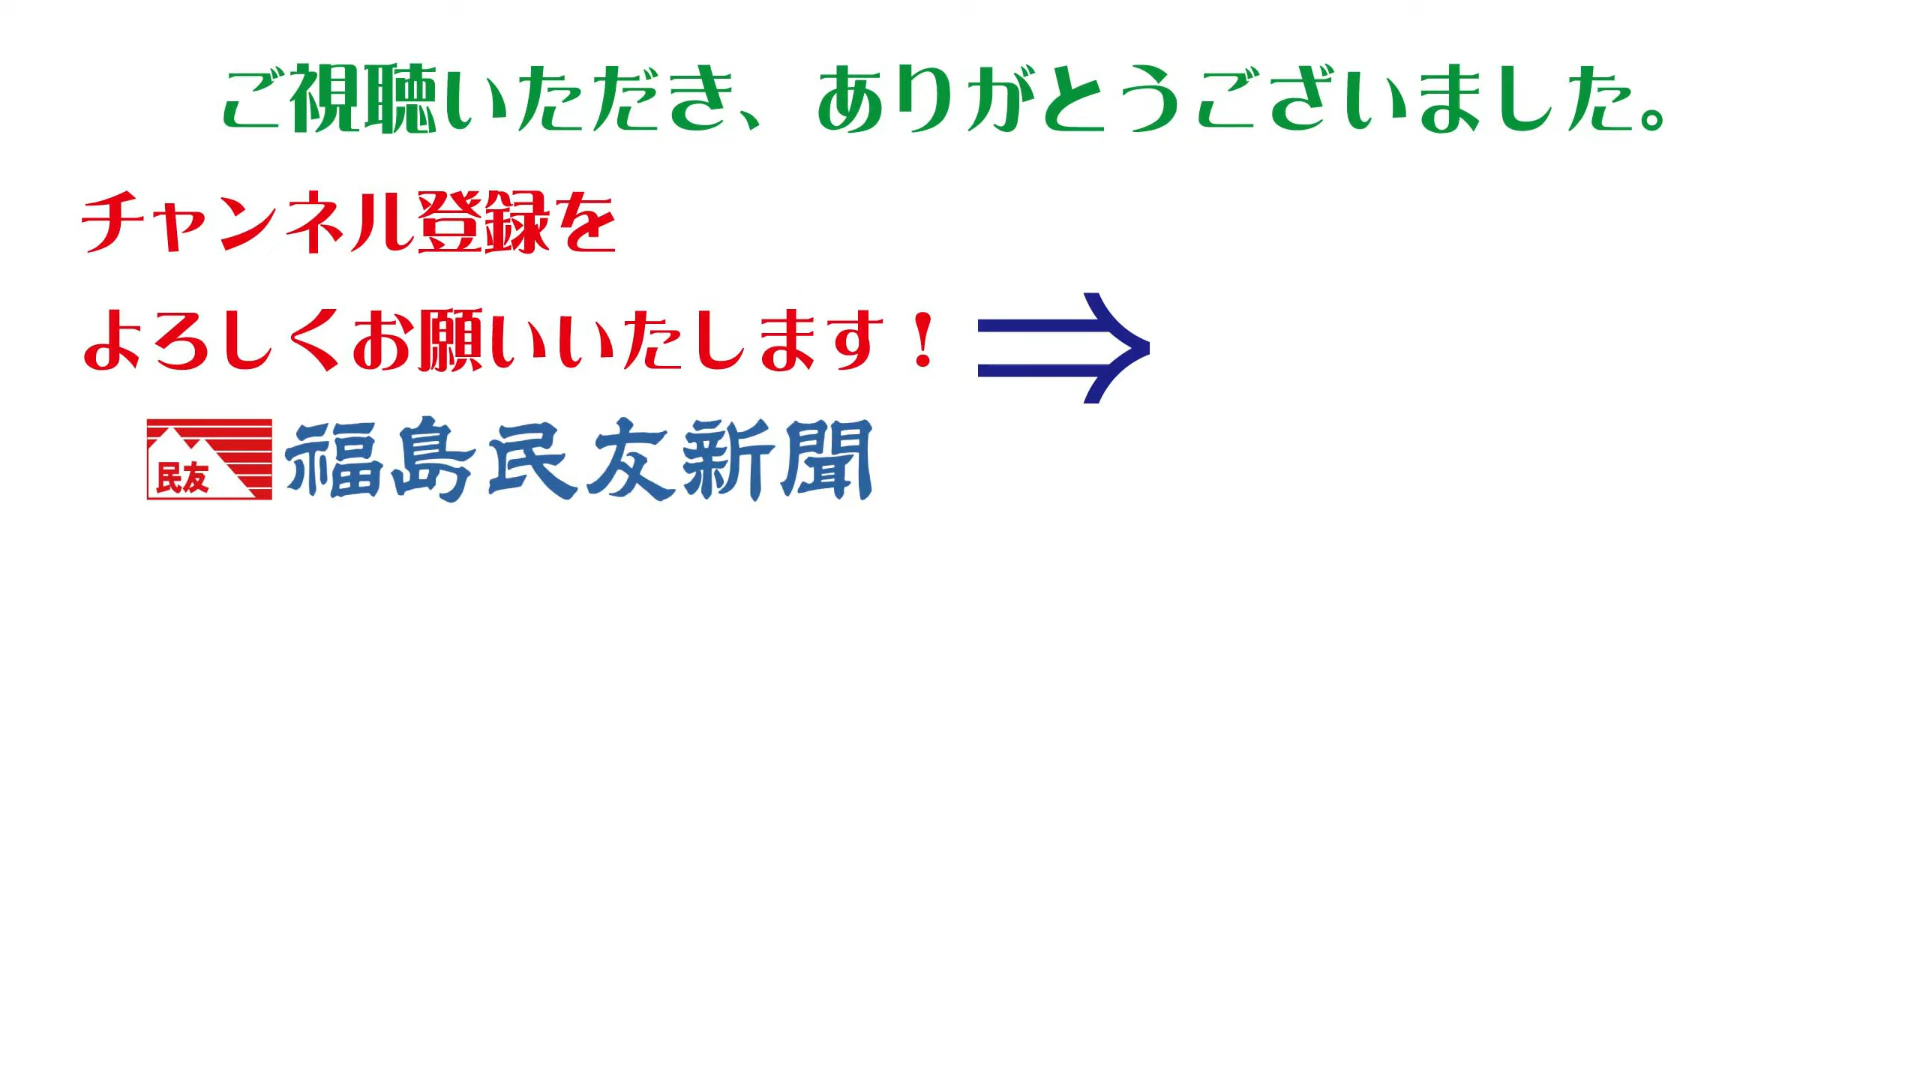 ご視聴いただき、ありがとうございました。
チャンネル登録を
よろしくお願いいたします！⇒
民友 福島民友新聞